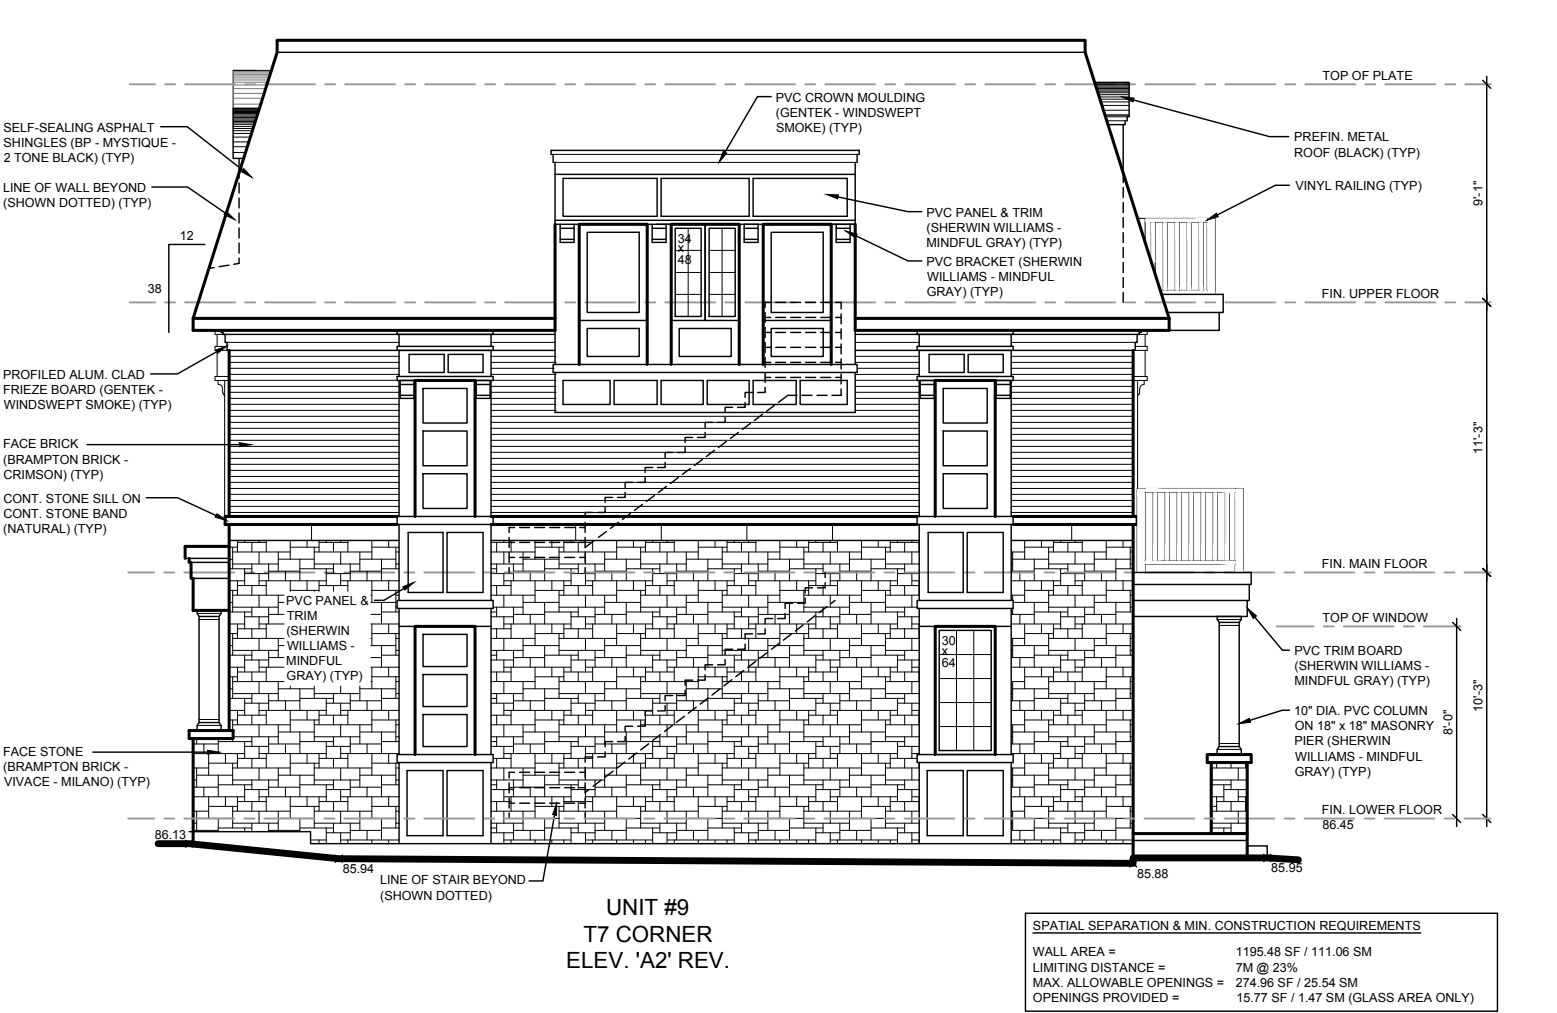 TOP OF PLATE
PVC CROWN MOULDING
(GENTEK - WINDSWEPT
SMOKE) (TYP)
SELF-SEALING ASPHALT
SHINGLES (BP - MYSTIQUE -
2 TONE BLACK) (TYP)
PREFIN. METAL
ROOF (BLACK) (TYP)
LINE OF WALL BEYOND
(SHOWN DOTTED) (TYP)
VINYL RAILING (TYP)
9'-1"
PVC PANEL & TRIM
(SHERWIN WILLIAMS -
MINDFUL GRAY) (TYP)
12
38
34
x
48
PVC BRACKET (SHERWIN
WILLIAMS - MINDFUL
GRAY) (TYP)
FIN. UPPER FLOOR
PROFILED ALUM. CLAD
FRIEZE BOARD (GENTEK -
WINDSWEPT SMOKE) (TYP)
11'-3"
FACE BRICK
(BRAMPTON BRICK -
CRIMSON) (TYP)
CONT. STONE SILL ON
CONT. STONE BAND
(NATURAL) (TYP)
FIN. MAIN FLOOR
PVC PANEL &
TRIM
(SHERWIN
WILLIAMS -
MINDFUL
GRAY) (TYP)
TOP OF WINDOW
30
x
64
PVC TRIM BOARD
(SHERWIN WILLIAMS -
MINDFUL GRAY) (TYP)
10" DIA. PVC COLUMN
ON 18" x 18" MASONRY
PIER (SHERWIN
WILLIAMS - MINDFUL
GRAY) (TYP)
8'-0"
10'-3"
FACE STONE
(BRAMPTON BRICK -
VIVACE - MILANO) (TYP)
FIN. LOWER FLOOR
86.45
86.13
85.94
85.88
85.95
LINE OF STAIR BEYOND
(SHOWN DOTTED)
UNIT #9
T7 CORNER
ELEV. 'A2' REV.
SPATIAL SEPARATION & MIN. CONSTRUCTION REQUIREMENTS
WALL AREA = 1195.48 SF / 111.06 SM
LIMITING DISTANCE = 7M @ 23%
MAX. ALLOWABLE OPENINGS = 274.96 SF / 25.54 SM
OPENINGS PROVIDED = 15.77 SF / 1.47 SM (GLASS AREA ONLY)